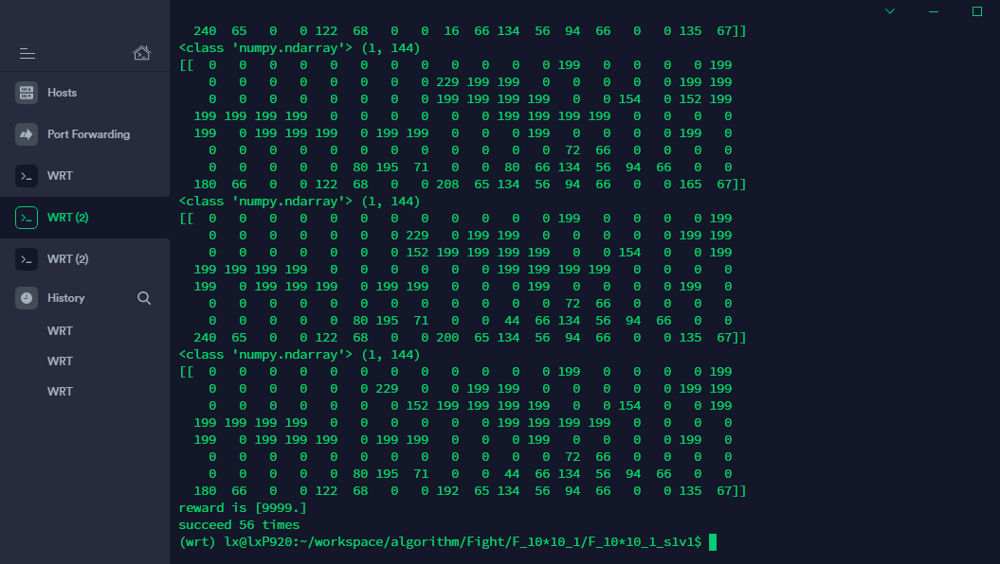 Hosts
Port Forwarding
WRT
WRT (2)
WRT (2)
History
WRT
WRT
WRT
240 65 0 0 122 68 0 0 16 66 134 56 94 66 0 0 135 67]]
<class 'numpy.ndarray'> (1, 144)
[[ 0 0 0 0 0 0 0 0 0 0 0 0 199 0 0 0 0 199
0 0 0 0 0 0 0 0 229 199 199 0 0 0 0 0 199 199
0 0 0 0 0 0 0 0 199 199 199 199 0 0 154 0 152 199
199 199 199 199 0 0 0 0 0 0 199 199 199 199 0 0 0 0
199 0 199 199 199 0 199 199 0 0 0 199 0 0 0 0 199 0
0 0 0 0 0 0 0 0 0 0 0 0 72 66 0 0 0 0
0 0 0 0 0 80 195 71 0 0 80 66 134 56 94 66 0 0
180 66 0 0 122 68 0 0 208 65 134 56 94 66 0 0 165 67]]
<class 'numpy.ndarray'> (1, 144)
[[ 0 0 0 0 0 0 0 0 0 0 0 0 199 0 0 0 0 199
0 0 0 0 0 0 0 229 0 199 199 0 0 0 0 0 199 199
0 0 0 0 0 0 0 152 199 199 199 199 0 0 154 0 0 199
199 199 199 199 0 0 0 0 0 0 199 199 199 199 0 0 0 0
199 0 199 199 199 0 199 199 0 0 0 199 0 0 0 0 199 0
0 0 0 0 0 0 0 0 0 0 0 0 72 66 0 0 0 0
0 0 0 0 0 80 195 71 0 0 44 66 134 56 94 66 0 0
240 65 0 0 122 68 0 0 200 65 134 56 94 66 0 0 135 67]]
<class 'numpy.ndarray'> (1, 144)
[[ 0 0 0 0 0 0 0 0 0 0 0 0 199 0 0 0 0 199
0 0 0 0 0 0 229 0 0 199 199 0 0 0 0 0 199 199
0 0 0 0 0 0 0 152 199 199 199 199 0 0 154 0 0 199
199 199 199 199 0 0 0 0 0 0 199 199 199 199 0 0 0 0
199 0 199 199 199 0 199 199 0 0 0 199 0 0 0 0 199 0
0 0 0 0 0 0 0 0 0 0 0 0 72 66 0 0 0 0
0 0 0 0 0 80 195 71 0 0 44 66 134 56 94 66 0 0
180 66 0 0 122 68 0 0 192 65 134 56 94 66 0 0 135 67]]
reward is [9999.]
succeed 56 times
(wrt) lx@lxP920:~/workspace/algorithm/Fight/F_10*10_1/F_10*10_1_s1v1$